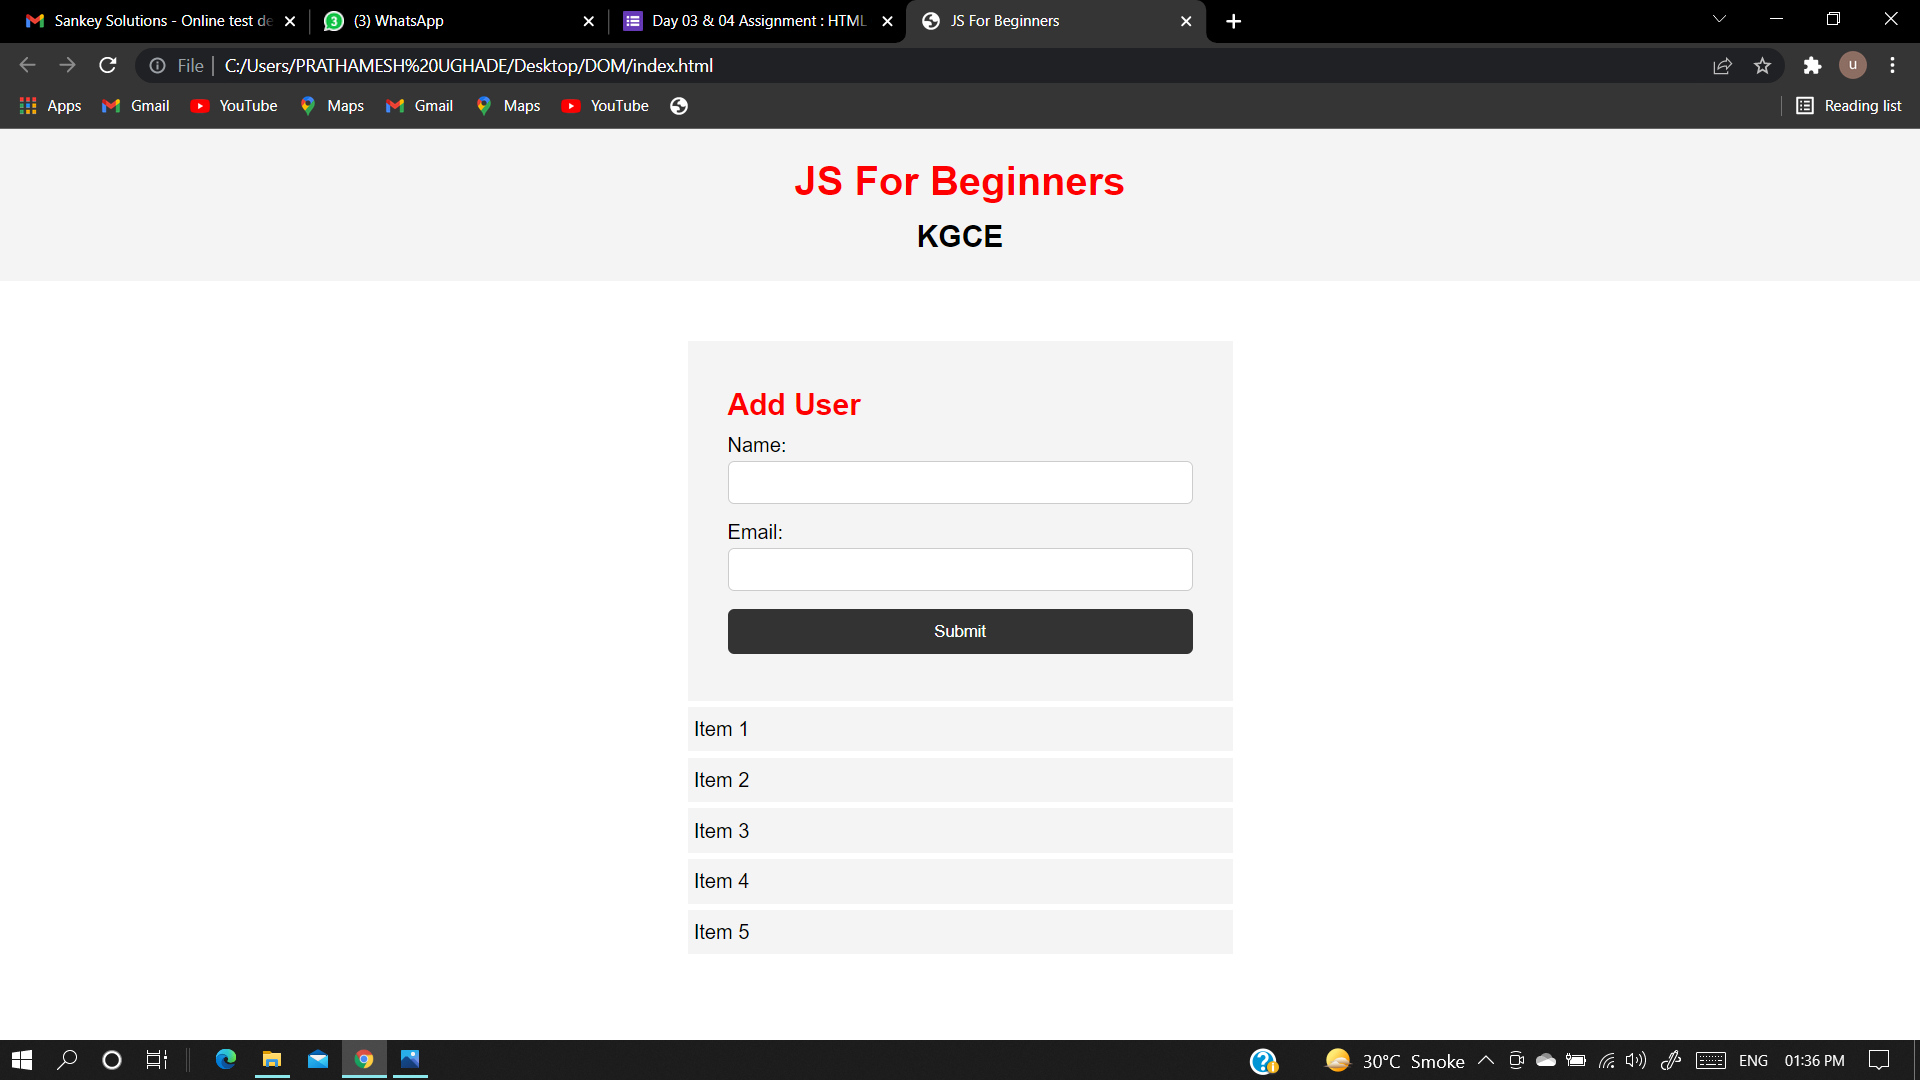 Sankey Solutions - Online test de
3 (3) WhatsApp
Day 03 & 04 Assignment : HTML
JS For Beginners
File
C:/Users/PRATHAMESH%20UGHADE/Desktop/DOM/index.html
u
Apps
Gmail
YouTube
Maps
Gmail
Maps
YouTube
Reading list
JS For Beginners
KGCE
Add User
Name:
Email:
Submit
Item 1
Item 2
Item 3
Item 4
Item 5
30°C Smoke
ENG
01:36 PM